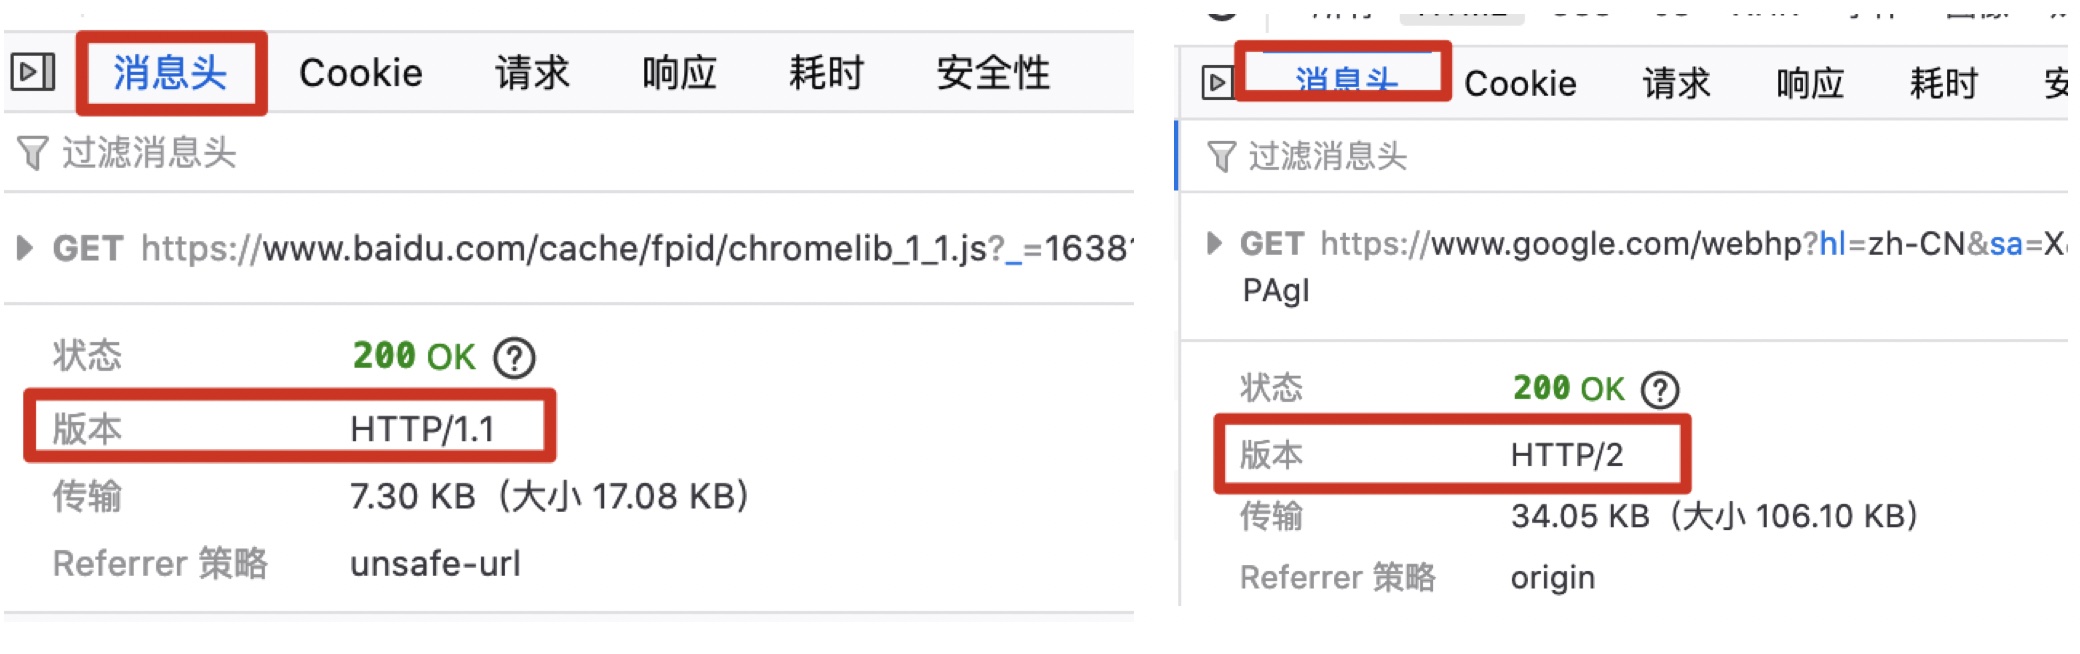 消息头 Cookie 请求 响应 耗时 安全性
过滤消息头
GET https://www.baidu.com/cache/fpid/chromelib_1_1.js?_=1638
状态 200 OK
版本 HTTP/1.1
传输 7.30 KB（大小 17.08 KB）
Referrer 策略 unsafe-url
消息头 Cookie 请求 响应 耗时 安
过滤消息头
GET https://www.google.com/webhp?hl=zh-CN&sa=X
PAgI
状态 200 OK
版本 HTTP/2
传输 34.05 KB（大小 106.10 KB）
Referrer 策略 origin